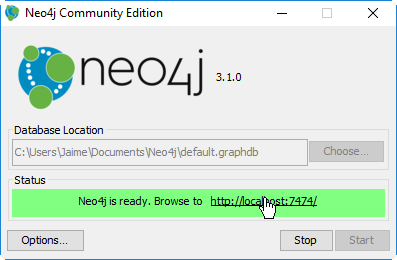 Neo4j Community Edition
neo4j 3.1.0
Database Location
C:\Users\Jaime\Documents\Neo4j\default.graphdb Choose...
Status
Neo4j is ready. Browse to http://localhost:7474/
Options... Stop Start